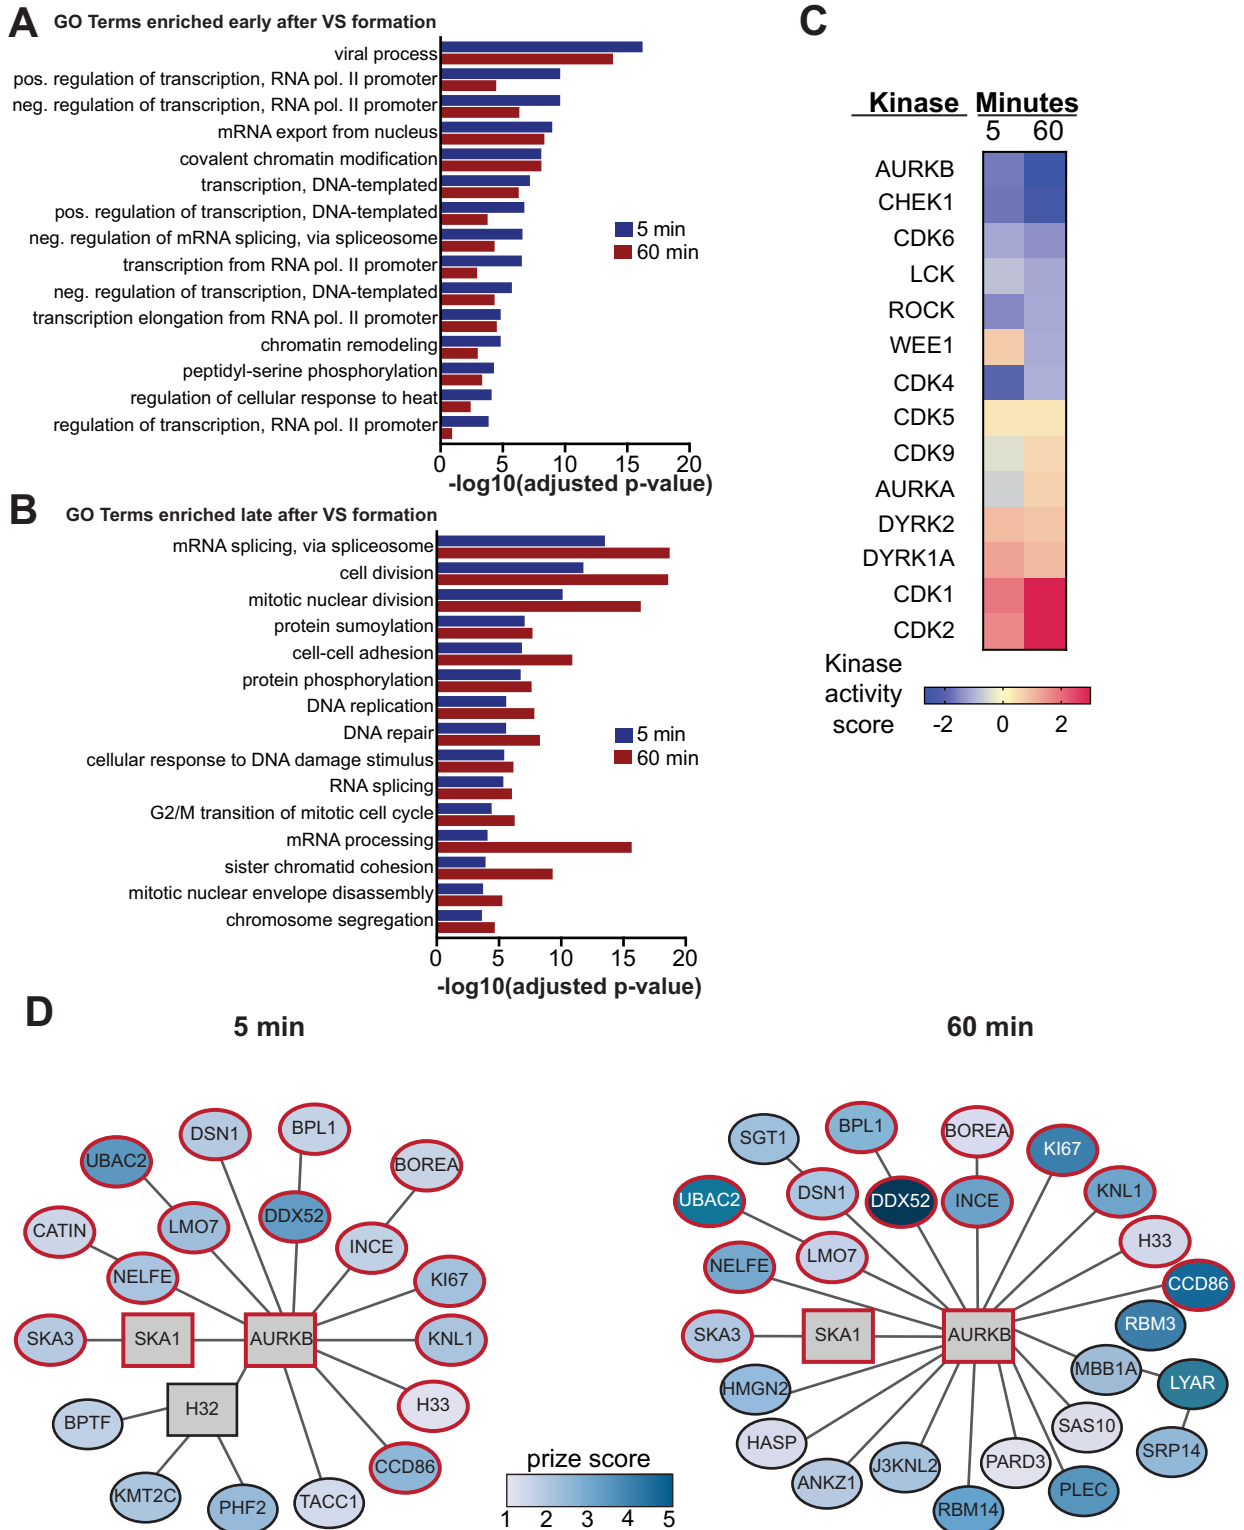 A
GO Terms enriched early after VS formation
viral process
pos. regulation of transcription, RNA pol. II promoter
neg. regulation of transcription, RNA pol. II promoter
mRNA export from nucleus
covalent chromatin modification
transcription, DNA-templated
pos. regulation of transcription, DNA-templated
neg. regulation of mRNA splicing, via spliceosome
transcription from RNA pol. II promoter
neg. regulation of transcription, DNA-templated
transcription elongation from RNA pol. II promoter
chromatin remodeling
peptidyl-serine phosphorylation
regulation of cellular response to heat
regulation of transcription, RNA pol. II promoter
5 min
60 min
0 5 10 15 20
-log10(adjusted p-value)
B
GO Terms enriched late after VS formation
mRNA splicing, via spliceosome
cell division
mitotic nuclear division
protein sumoylation
cell-cell adhesion
protein phosphorylation
DNA replication
DNA repair
cellular response to DNA damage stimulus
RNA splicing
G2/M transition of mitotic cell cycle
mRNA processing
sister chromatid cohesion
mitotic nuclear envelope disassembly
chromosome segregation
5 min
60 min
0 5 10 15 20
-log10(adjusted p-value)
C
Kinase Minutes
5 60
AURKB
CHEK1
CDK6
LCK
ROCK
WEE1
CDK4
CDK5
CDK9
AURKA
DYRK2
DYRK1A
CDK1
CDK2
Kinase
activity
score
-2 0 2
D
5 min
DSN1
BPL1
UBAC2
BOREA
LMO7
DDX52
CATIN
INCE
NELFE
KI67
SKA3
SKA1
AURKB
KNL1
H32
H33
BPTF
CCD86
KMT2C
PHF2
TACC1
prize score
1 2 3 4 5
60 min
SGT1
BPL1
BOREA
KI67
UBAC2
DSN1
DDX52
INCE
KNL1
NELFE
LMO7
H33
CCD86
SKA3
SKA1
AURKB
RBM3
HMGN2
MBB1A
LYAR
HASP
SAS10
SRP14
ANKZ1
J3KNL2
PARD3
PLEC
RBM14